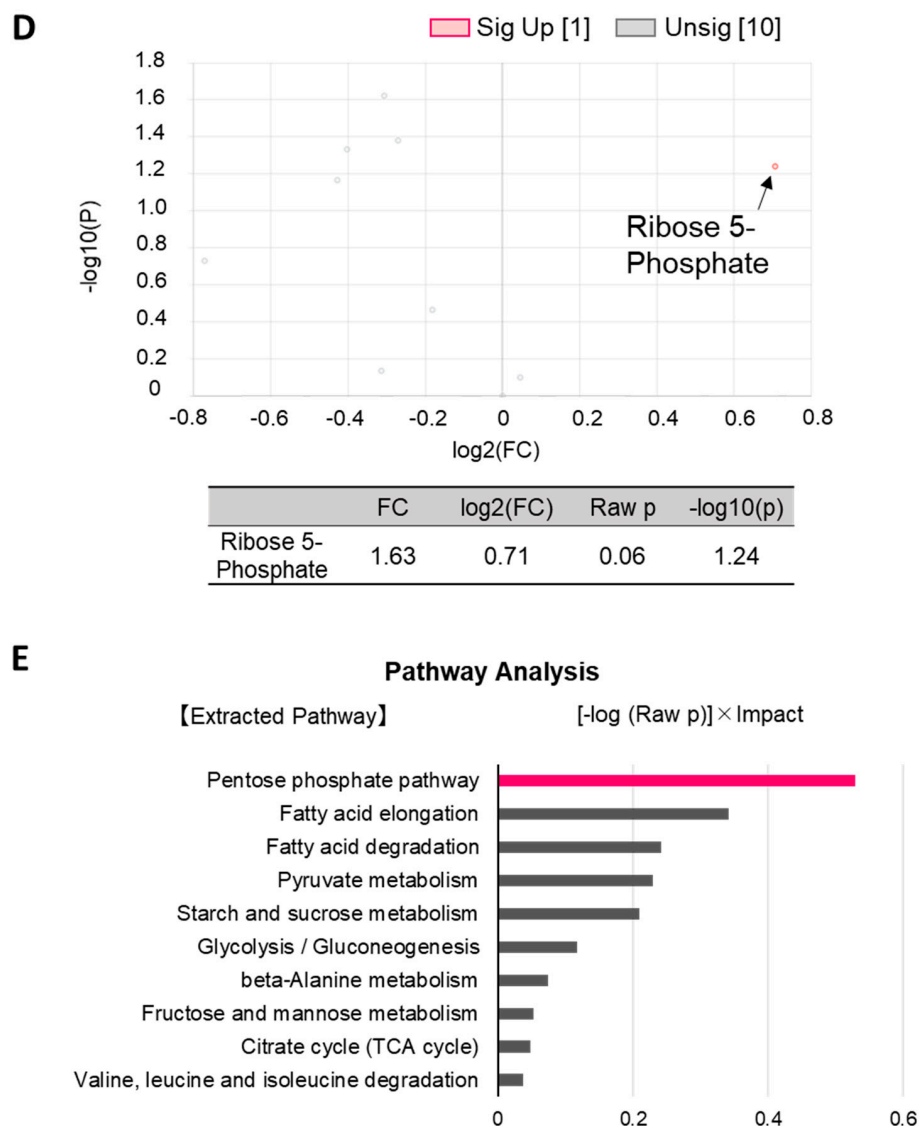 D
Sig Up [1] Unsig [10]
1.8
1.6
1.4
1.2
1.0
0.8
0.6
0.4
0.2
0
-log10(P)
Ribose 5-
Phosphate
-0.8 -0.6 -0.4 -0.2 0 0.2 0.4 0.6 0.8
log2(FC)
FC log2(FC) Raw p -log10(p)
Ribose 5-
Phosphate 1.63 0.71 0.06 1.24
E
Pathway Analysis
【Extracted Pathway】 [-log (Raw p)]×Impact
Pentose phosphate pathway
Fatty acid elongation
Fatty acid degradation
Pyruvate metabolism
Starch and sucrose metabolism
Glycolysis / Gluconeogenesis
beta-Alanine metabolism
Fructose and mannose metabolism
Citrate cycle (TCA cycle)
Valine, leucine and isoleucine degradation
0 0.2 0.4 0.6